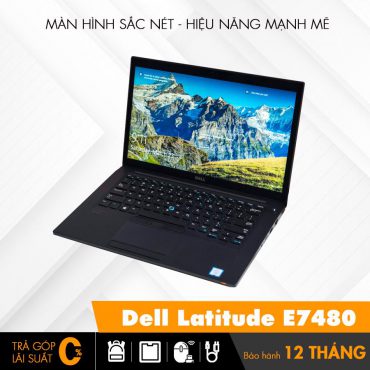 MÀN HÌNH SẮC NÉT - HIỆU NĂNG MẠNH MẼ
DELL
Dell Latitude E7480
TRẢ GÓP
LÃI SUẤT
0%
Bảo hành 12 THÁNG